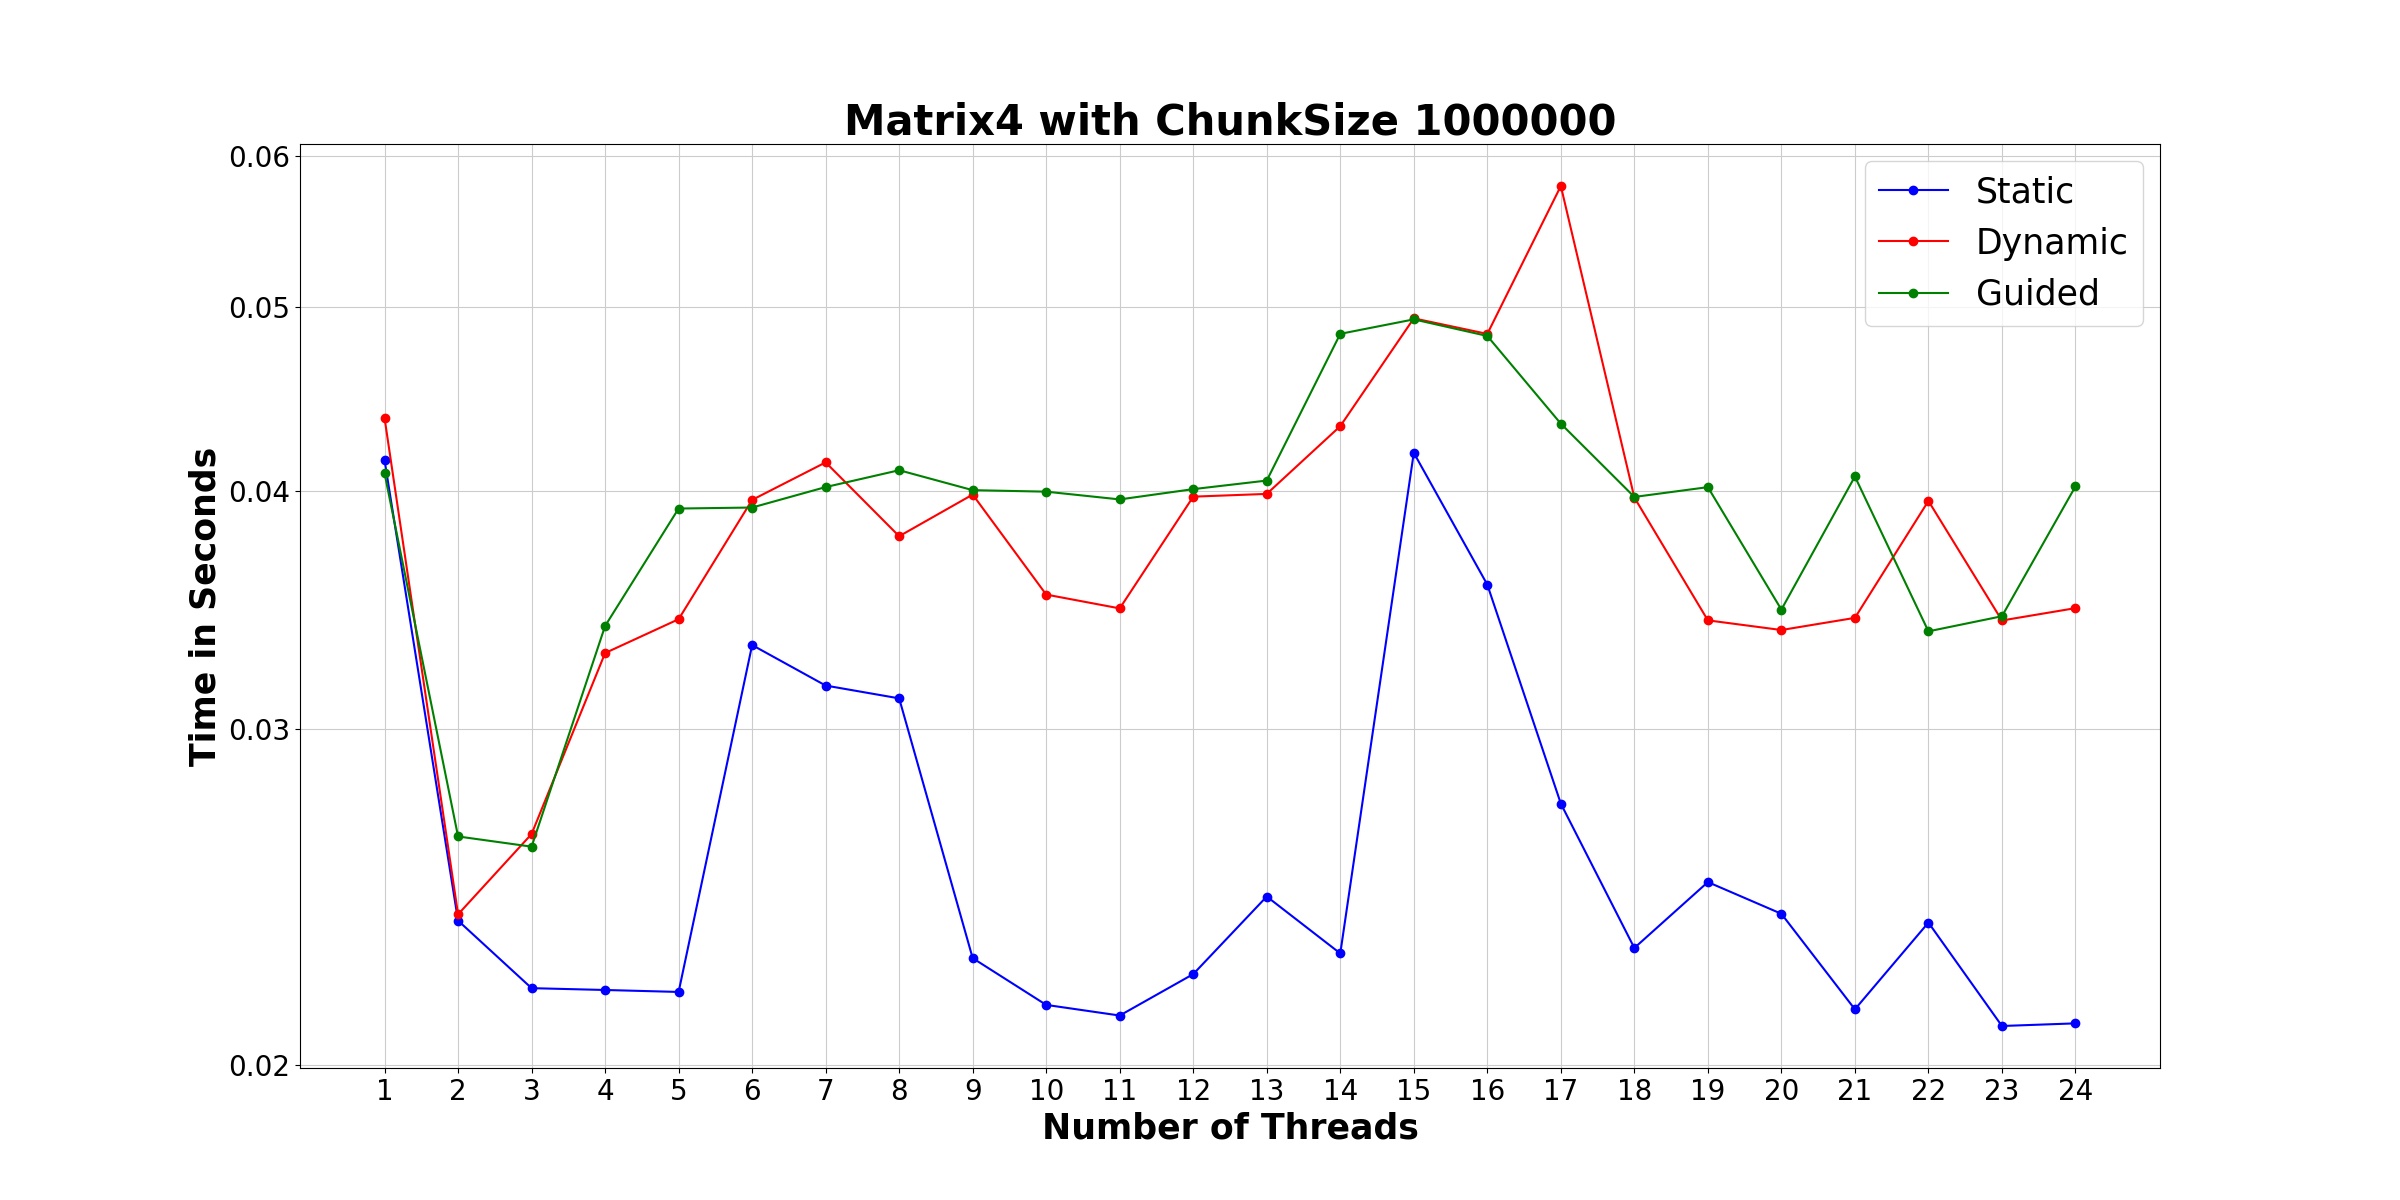 Matrix4 with ChunkSize 1000000
0.06
0.05
0.04
0.03
0.02
Time in Seconds
Static
Dynamic
Guided
1 2 3 4 5 6 7 8 9 10 11 12 13 14 15 16 17 18 19 20 21 22 23 24
Number of Threads